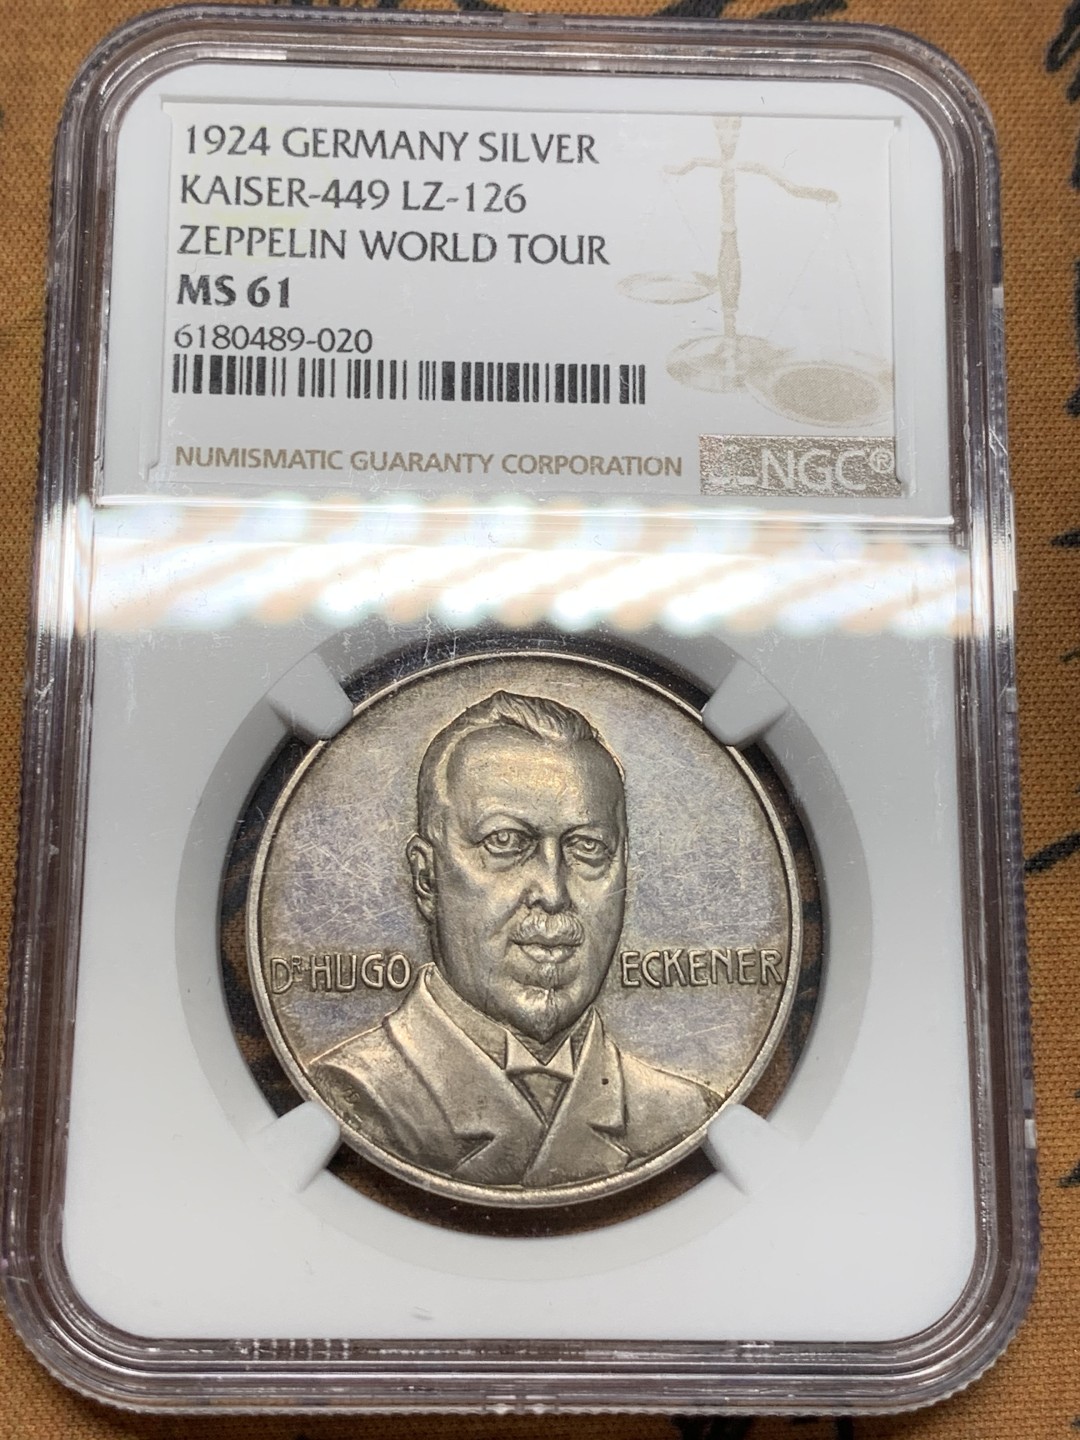 1924 GERMANY SILVER
KAISER-449 LZ-126
ZEPPELIN WORLD TOUR
MS 61
6180489-020
NUMISMATIC GUARANTY CORPORATION
NGC®
DR HUGO ECKENER